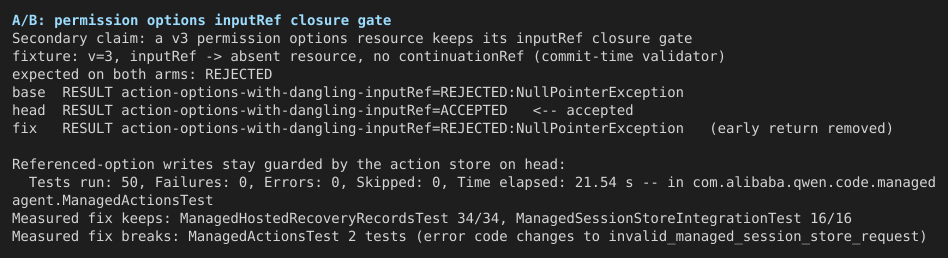 A/B: permission options inputRef closure gate
Secondary claim: a v3 permission options resource keeps its inputRef closure gate
fixture: v=3, inputRef -> absent resource, no continuationRef (commit-time validator)
expected on both arms: REJECTED
base  RESULT action-options-with-dangling-inputRef=REJECTED:NullPointerException
head  RESULT action-options-with-dangling-inputRef=ACCEPTED   <-- accepted
fix   RESULT action-options-with-dangling-inputRef=REJECTED:NullPointerException   (early return removed)

Referenced-option writes stay guarded by the action store on head:
  Tests run: 50, Failures: 0, Errors: 0, Skipped: 0, Time elapsed: 21.54 s -- in com.alibaba.qwen.code.managed
agent.ManagedActionsTest
Measured fix keeps: ManagedHostedRecoveryRecordsTest 34/34, ManagedSessionStoreIntegrationTest 16/16
Measured fix breaks: ManagedActionsTest 2 tests (error code changes to invalid_managed_session_store_request)